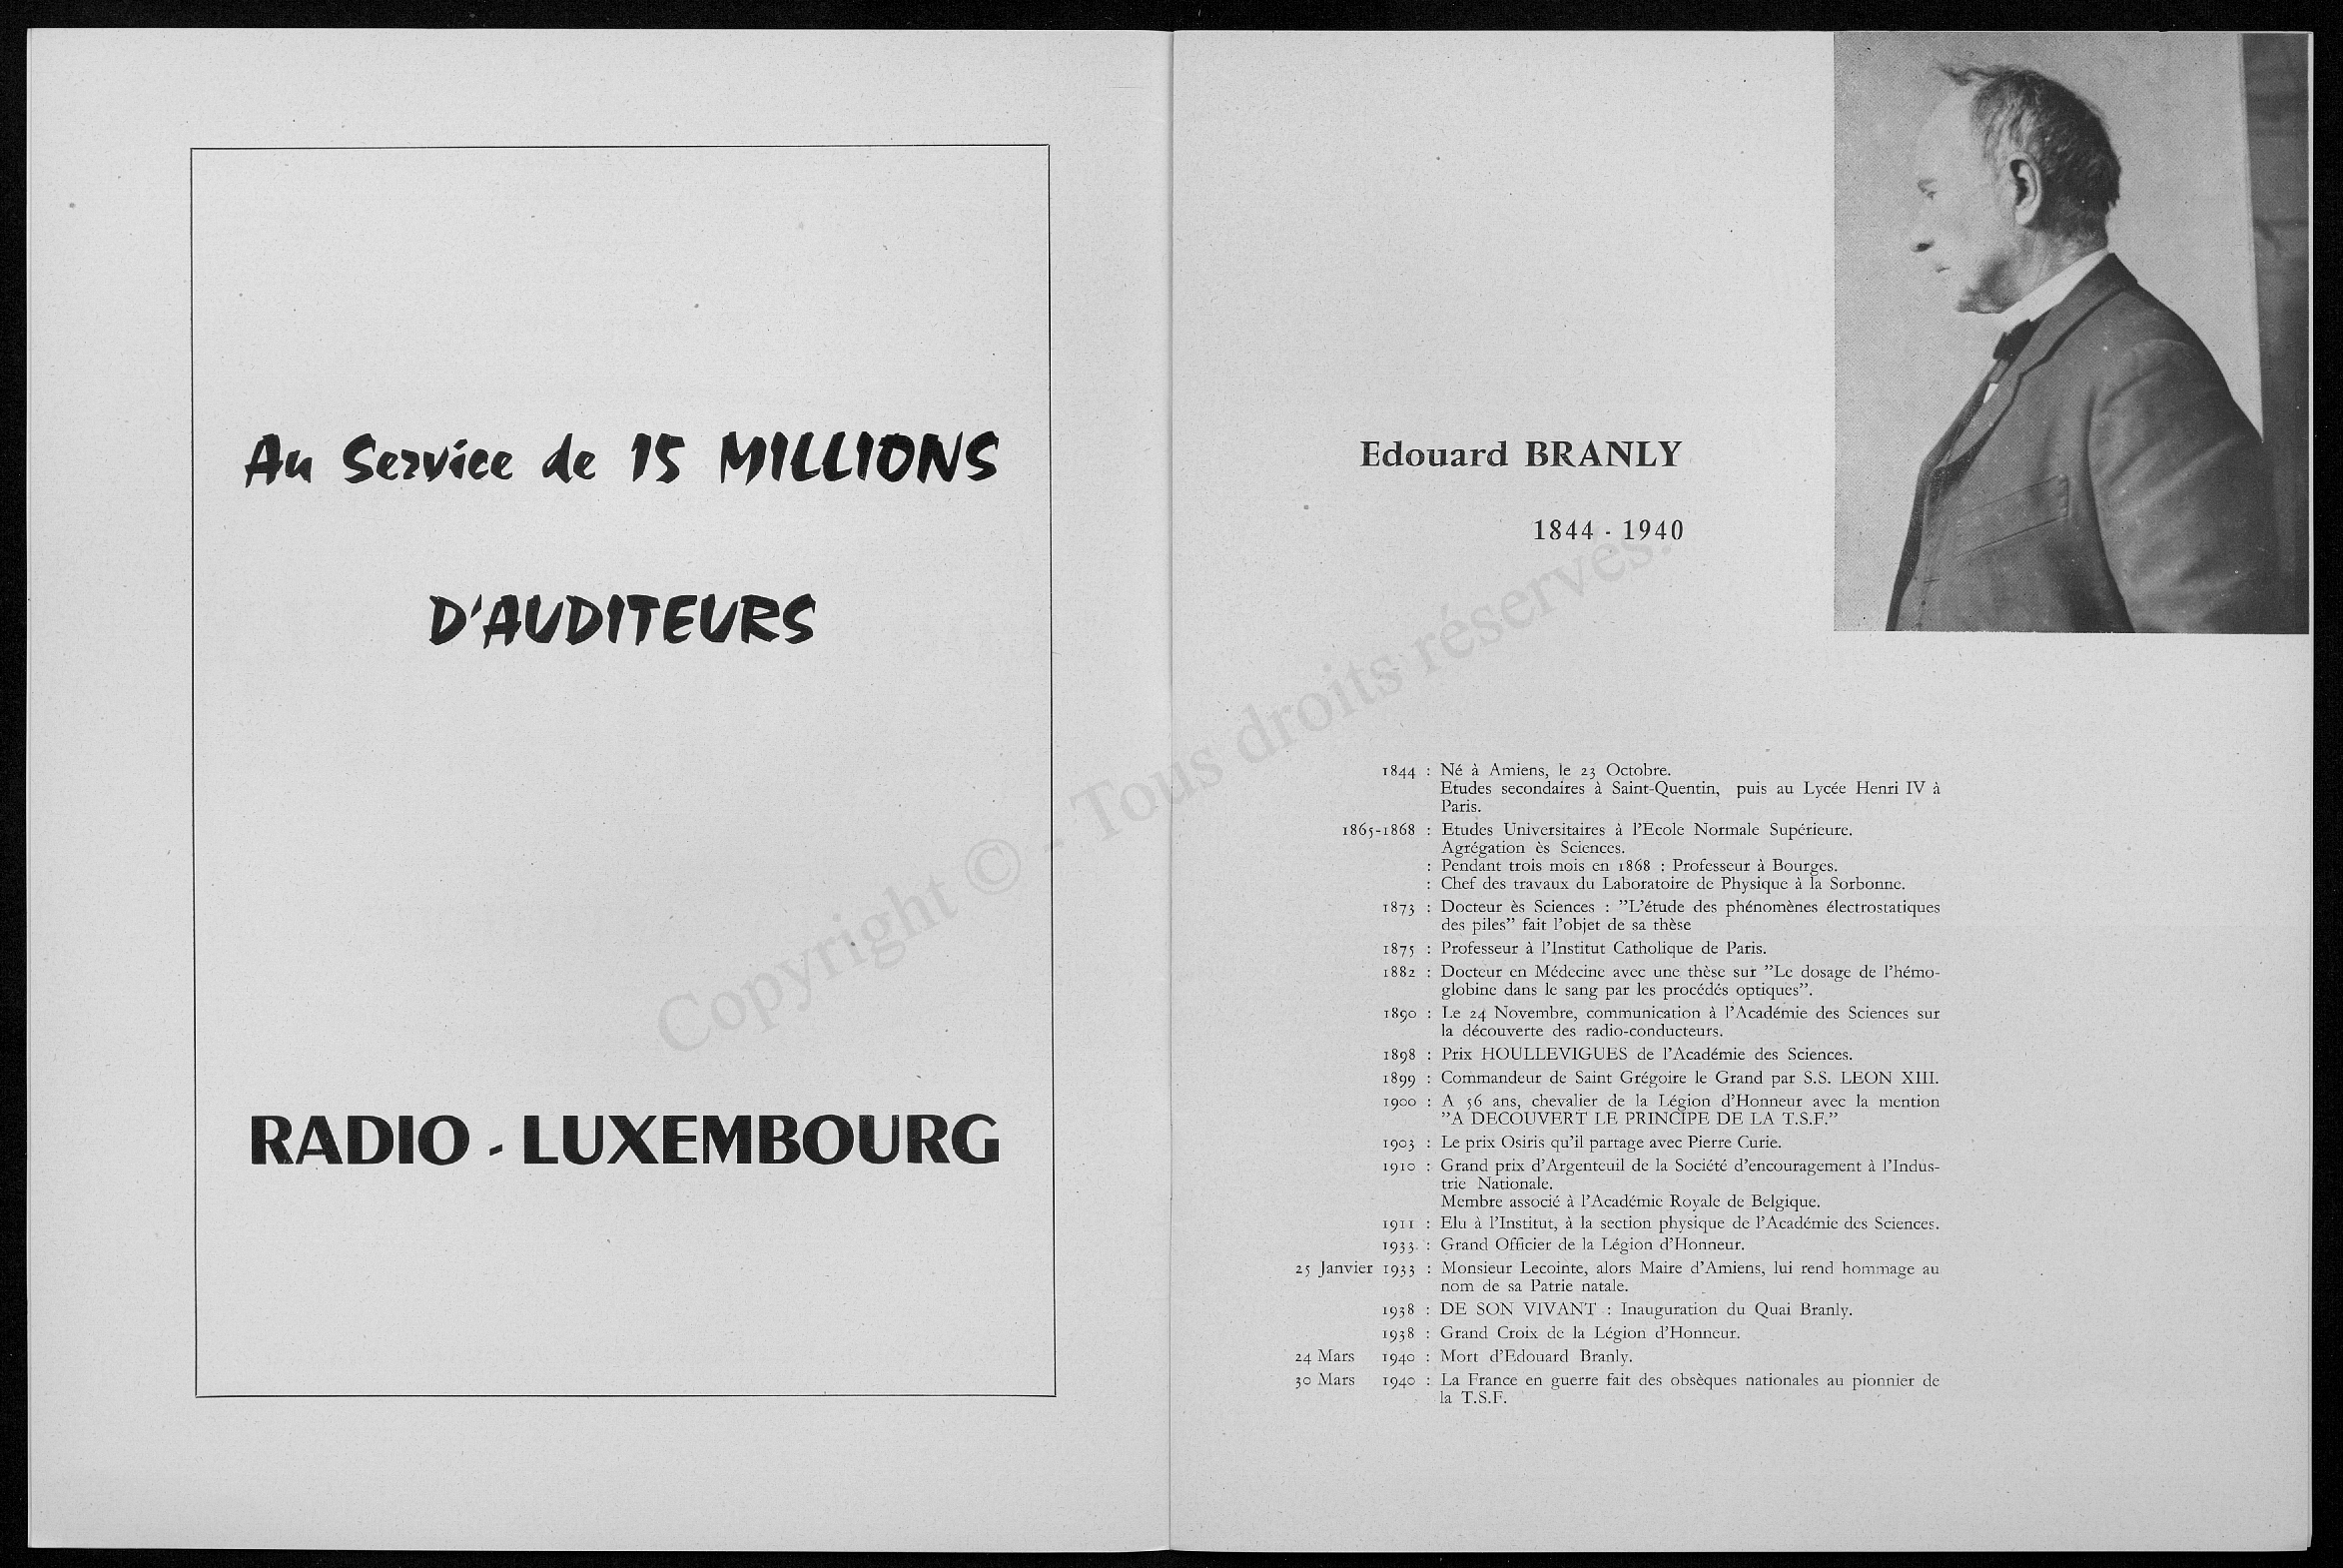 Au Service de 15 MILLIONS
D'AUDITEURS
RADIO - LUXEMBOURG
Edouard BRANLY
1844 - 1940
1844 : Né à Amiens, le 23 Octobre.
Etudes secondaires à Saint-Quentin, puis au Lycée Henri IV à
Paris.
1865-1868 : Etudes Universitaires à l'Ecole Normale Supérieure.
Agrégation ès Sciences.
: Pendant trois mois en 1868 : Professeur à Bourges.
: Chef des travaux du Laboratoire de Physique à la Sorbonne.
1873 : Docteur ès Sciences : "L'étude des phénomènes électrostatiques
des piles" fait l'objet de sa thèse
1875 : Professeur à l'Institut Catholique de Paris.
1882 : Docteur en Médecine avec une thèse sur "Le dosage de l'hémo-
globine dans le sang par les procédés optiques".
1890 : Le 24 Novembre, communication à l'Académie des Sciences sur
la découverte des radio-conducteurs.
1898 : Prix HOULLEVIGUES de l'Académie des Sciences.
1899 : Commandeur de Saint Grégoire le Grand par S.S. LEON XIII.
1900 : A 56 ans, chevalier de la Légion d'Honneur avec la mention
"A DECOUVERT LE PRINCIPE DE LA T.S.F."
1903 : Le prix Osiris qu'il partage avec Pierre Curie.
1910 : Grand prix d'Argenteuil de la Société d'encouragement à l'Indus-
trie Nationale.
Membre associé à l'Académie Royale de Belgique.
1911 : Elu à l'Institut, à la section physique de l'Académie des Sciences.
1933 : Grand Officier de la Légion d'Honneur.
25 Janvier 1933 : Monsieur Lecointe, alors Maire d'Amiens, lui rend hommage au
nom de sa Patrie natale.
1938 : DE SON VIVANT : Inauguration du Quai Branly.
1938 : Grand Croix de la Légion d'Honneur.
24 Mars 1940 : Mort d'Edouard Branly.
30 Mars 1940 : La France en guerre fait des obsèques nationales au pionnier de
la T.S.F.
Copyright © - Tous droits réservés.